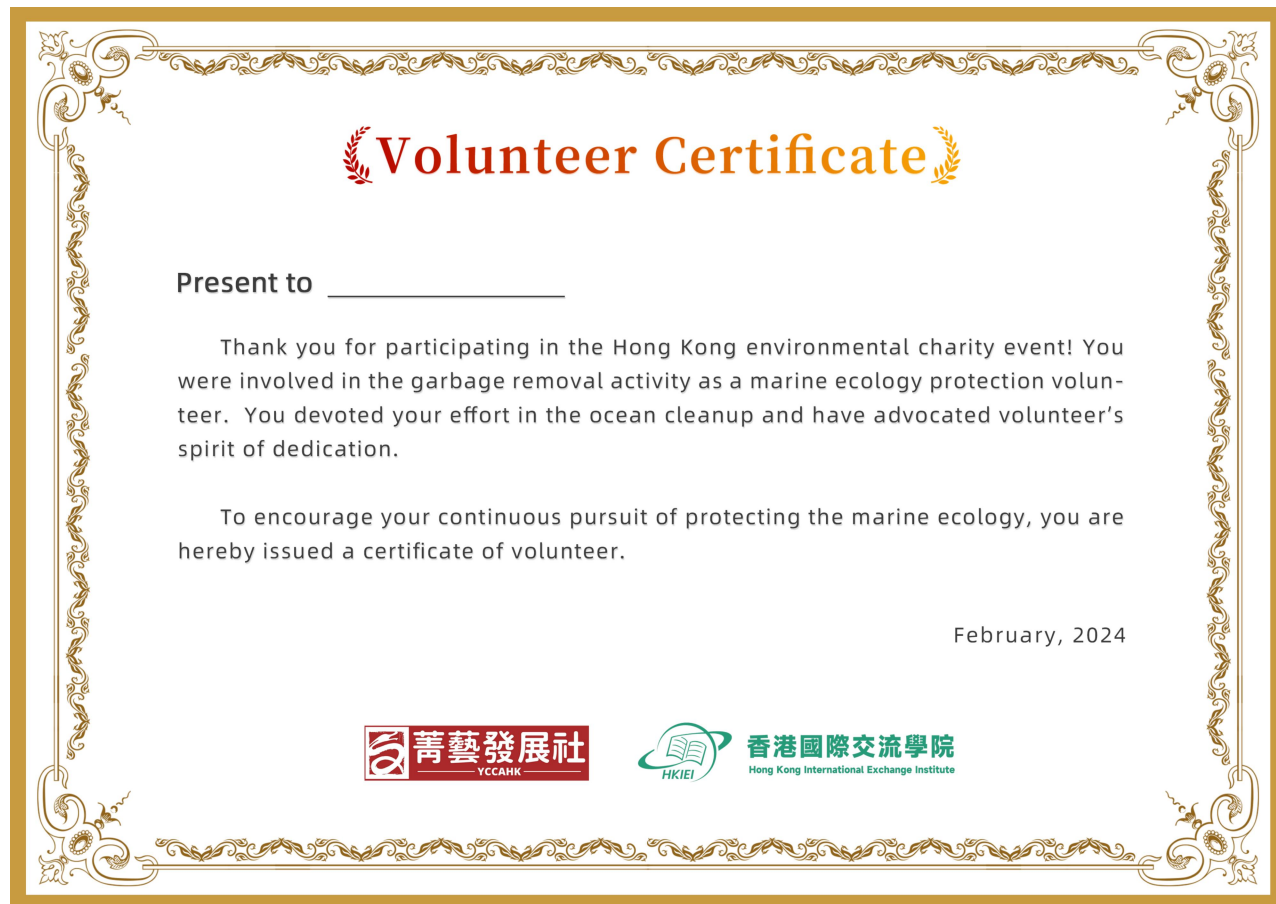 Volunteer Certificate
Present to
Thank you for participating in the Hong Kong environmental charity event! You
were involved in the garbage removal activity as a marine ecology protection volun-
teer. You devoted your effort in the ocean cleanup and have advocated volunteer’s
spirit of dedication.
To encourage your continuous pursuit of protecting the marine ecology, you are
hereby issued a certificate of volunteer.
February, 2024
菁藝發展社
YCCAHK
HKIEI
香港國際交流學院
Hong Kong International Exchange Institute